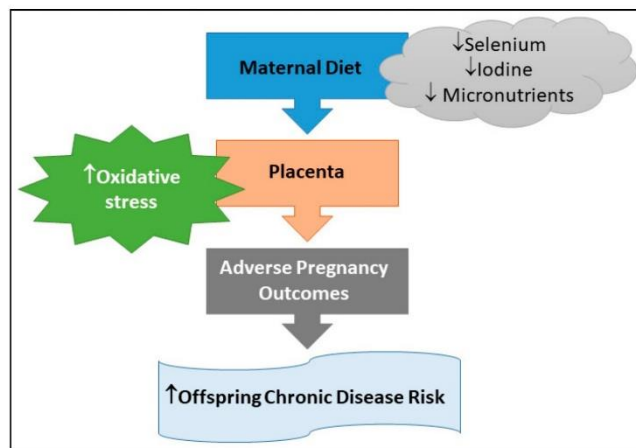 Maternal Diet
↓Selenium
↓Iodine
↓ Micronutrients
↑Oxidative
stress
Placenta
Adverse Pregnancy
Outcomes
↑Offspring Chronic Disease Risk